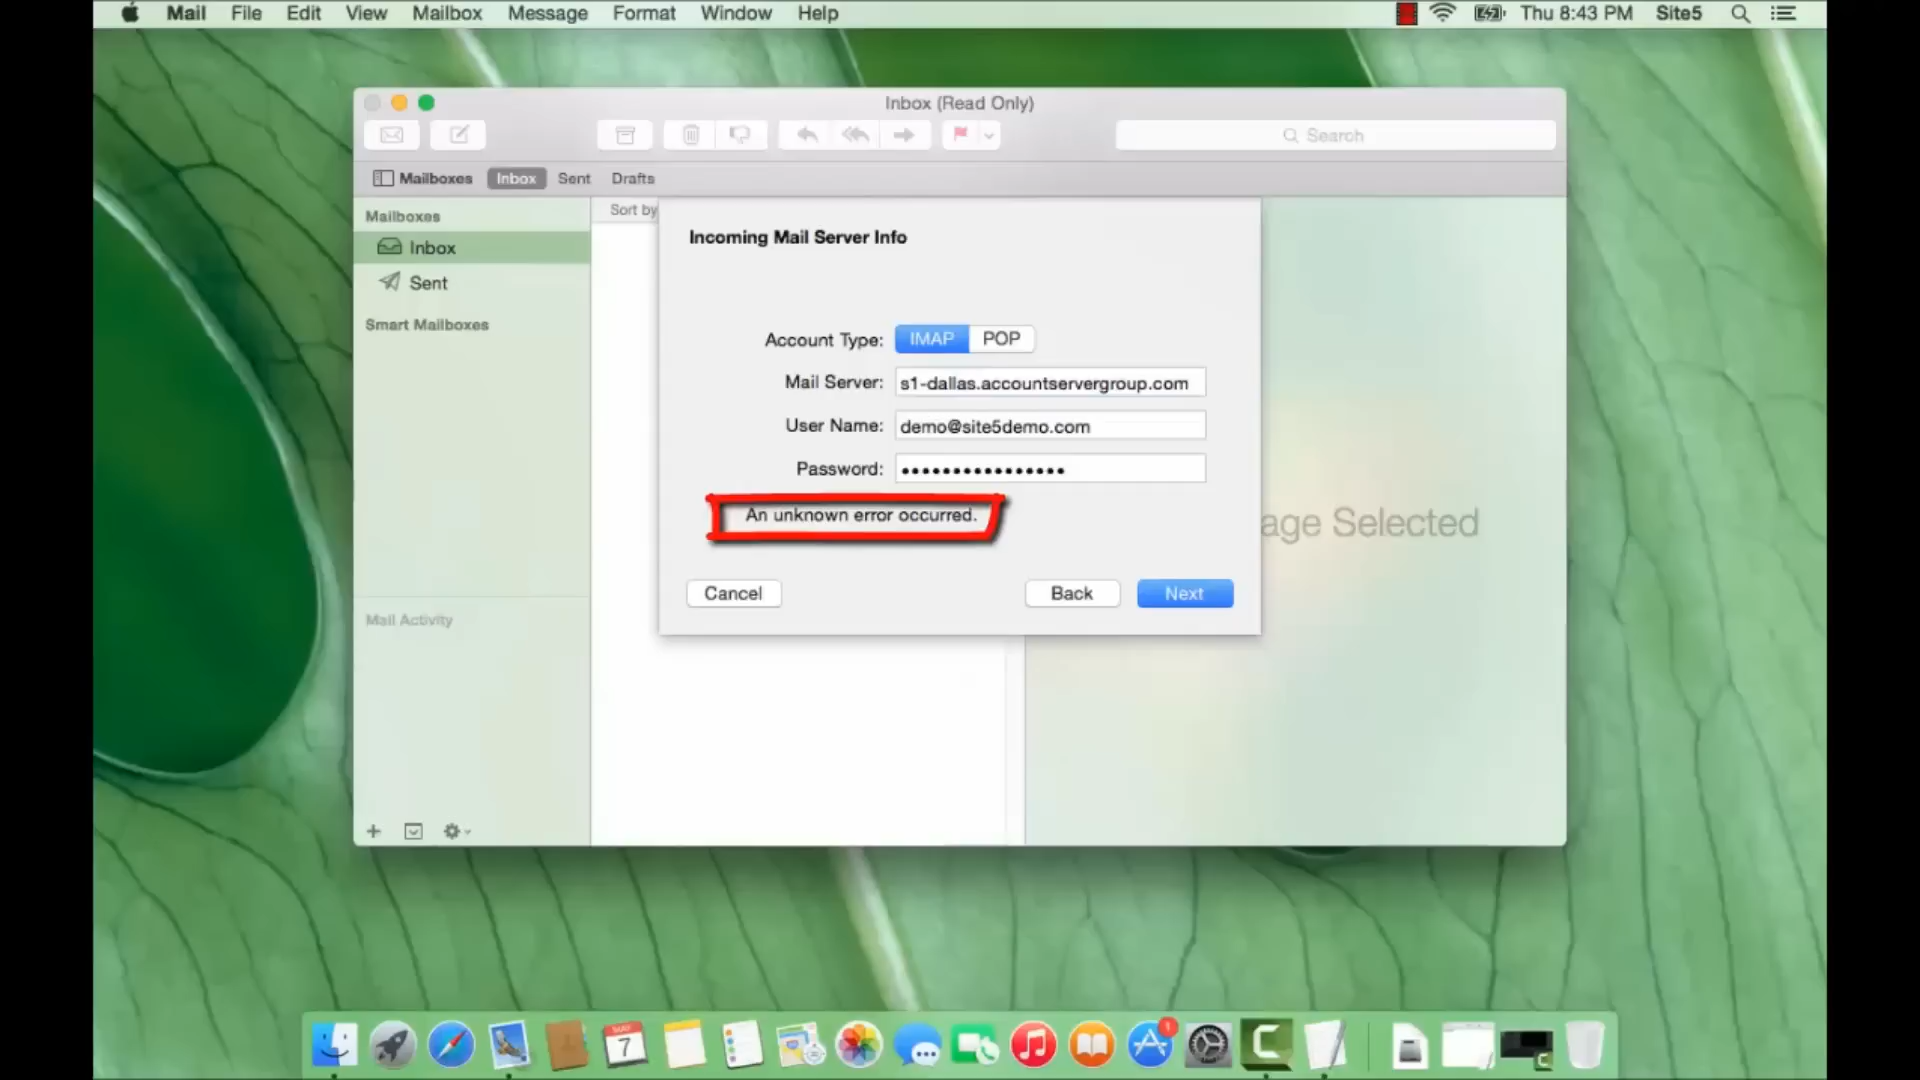 Mail File Edit View Mailbox Message Format Window Help Thu 8:43 PM Site5
Inbox (Read Only)
Search
Mailboxes Inbox Sent Drafts
Mailboxes
Inbox
Sent
Smart Mailboxes
Mail Activity
Sort by
Incoming Mail Server Info
Account Type: IMAP POP
Mail Server: s1-dallas.accountservergroup.com
User Name: demo@site5demo.com
Password: ••••••••••••••••
An unknown error occurred.
Cancel Back Next
age Selected
7
1